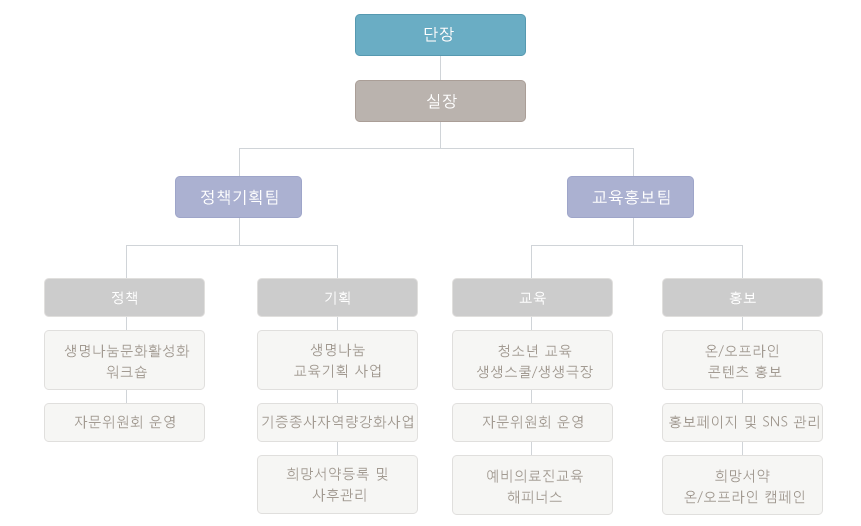 단장
실장
정책기획팀
교육홍보팀
정책
기획
교육
홍보
생명나눔문화활성화
워크숍
자문위원회 운영
생명나눔
교육기획 사업
기증종사자역량강화사업
희망서약등록 및
사후관리
청소년 교육
생생스쿨/생생극장
자문위원회 운영
예비의료진교육
해피너스
온/오프라인
콘텐츠 홍보
홍보페이지 및 SNS 관리
희망서약
온/오프라인 캠페인